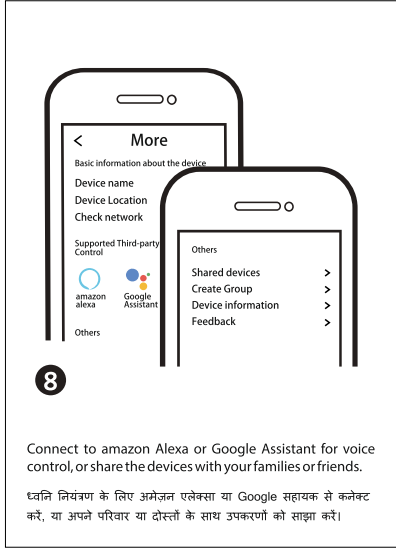 < More
Basic information about the device
Device name
Device Location
Check network
Supported Third-party
Control
amazon
alexa
Google
Assistant
Others
Others
Shared devices >
Create Group >
Device information >
Feedback >
8
Connect to amazon Alexa or Google Assistant for voice
control, or share the devices with your families or friends.
ध्वनि नियंत्रण के लिए अमेज़न एलेक्सा या Google सहायक से कनेक्ट
करें, या अपने परिवार या दोस्तों के साथ उपकरणों को साझा करें।